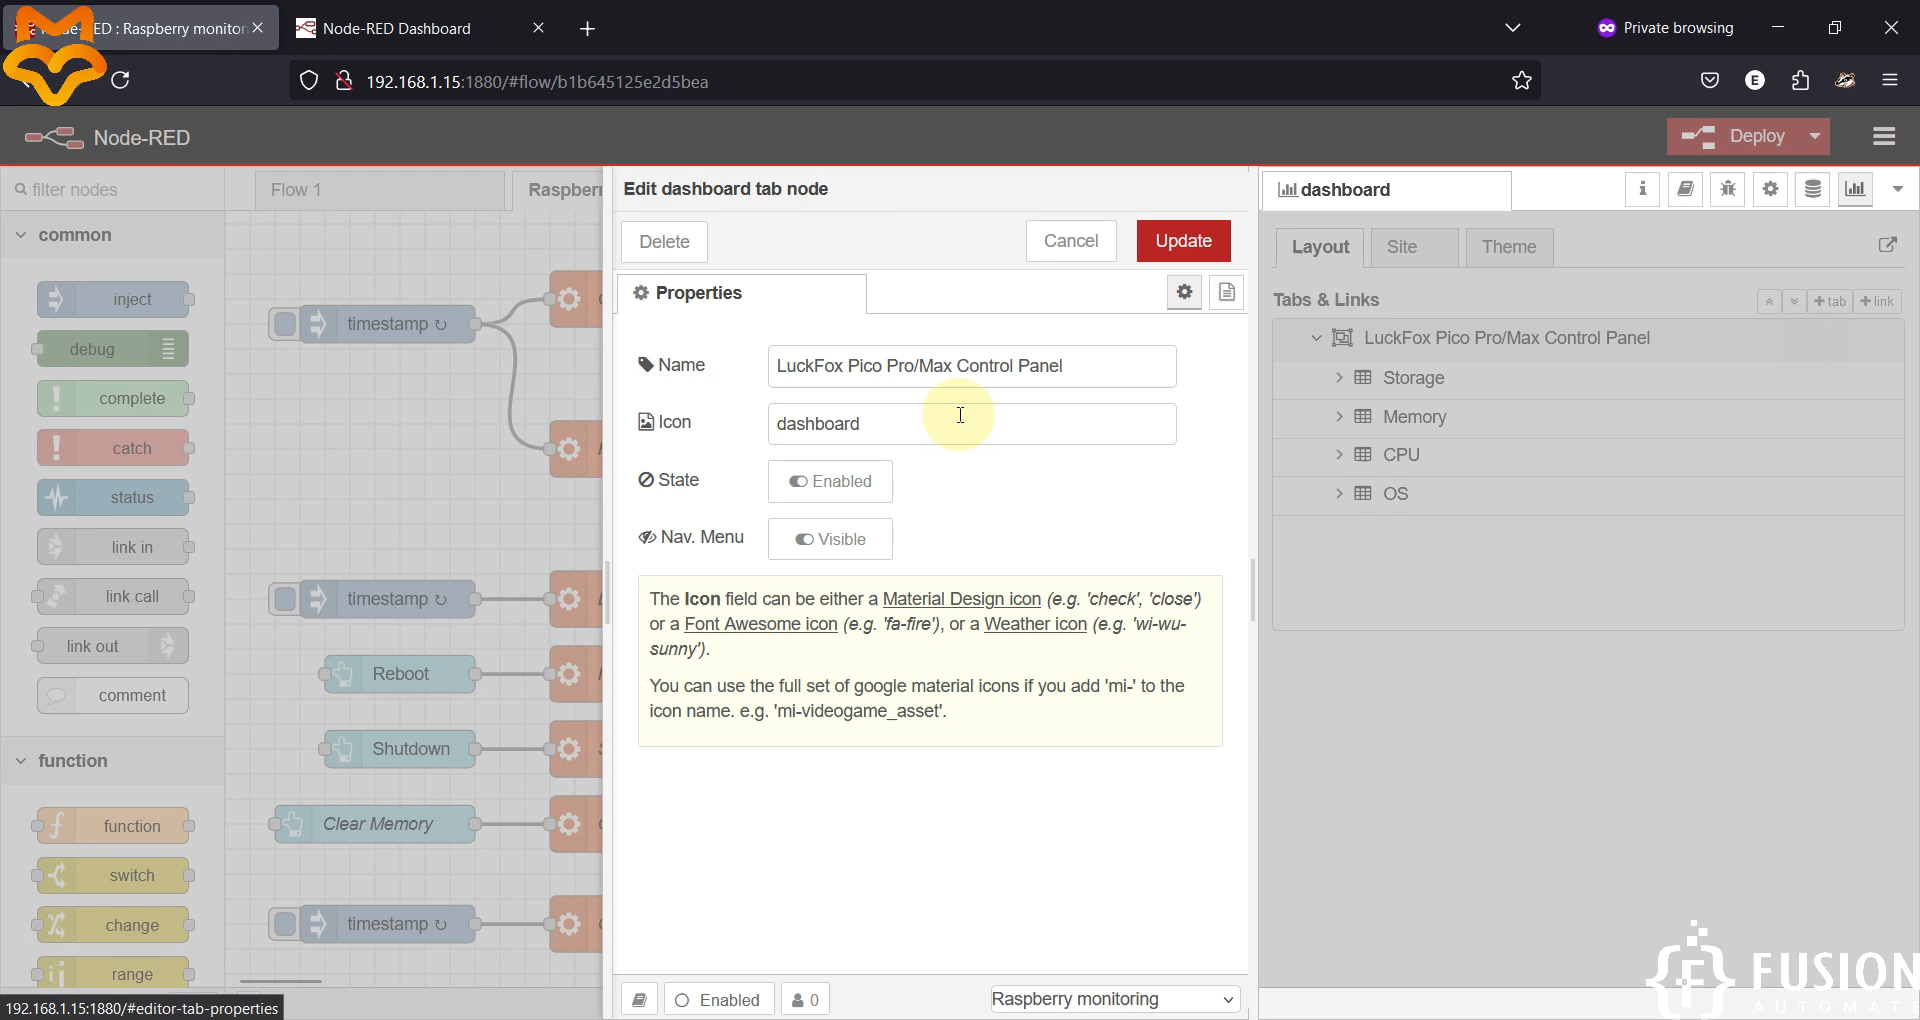 Node-RED : Raspberry monitori
Node-RED Dashboard
Private browsing
192.168.1.15:1880/#flow/b1b645125e2d5bea
E
Node-RED
Deploy
filter nodes
Flow 1
Raspberr
Edit dashboard tab node
dashboard
common
Delete
Cancel
Update
Layout
Site
Theme
Properties
inject
Tabs & Links
+tab
+link
timestamp ↻
LuckFox Pico Pro/Max Control Panel
debug
Name
LuckFox Pico Pro/Max Control Panel
Storage
complete
Icon
dashboard
Memory
catch
CPU
State
Enabled
status
OS
Nav. Menu
Visible
link in
The Icon field can be either a Material Design icon (e.g. 'check', 'close')
or a Font Awesome icon (e.g. 'fa-fire'), or a Weather icon (e.g. 'wi-wu-
sunny').
link call
timestamp ↻
link out
Reboot
You can use the full set of google material icons if you add 'mi-' to the
icon name. e.g. 'mi-videogame_asset'.
comment
Shutdown
function
function
Clear Memory
switch
change
timestamp ↻
range
FUSION
AUTOMATE
Enabled
0
Raspberry monitoring
192.168.1.15:1880/#editor-tab-properties